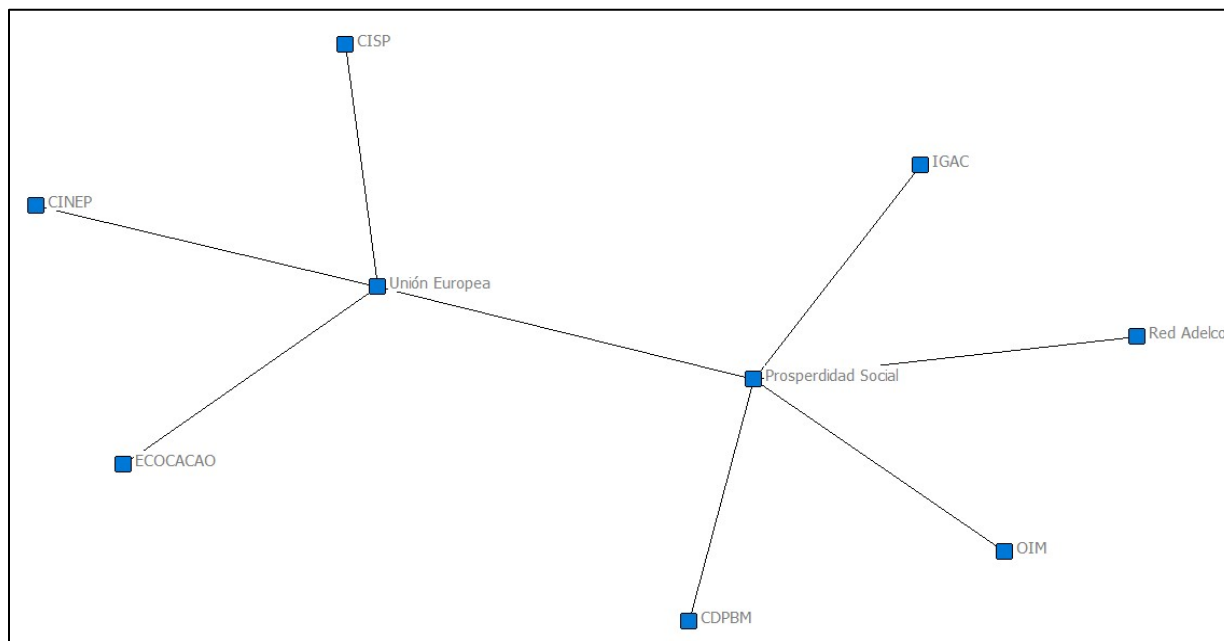 CISP
IGAC
CINEP
Unión Europea
Red Adelco
Prosperdidad Social
ECOCACAO
OIM
CDPBM